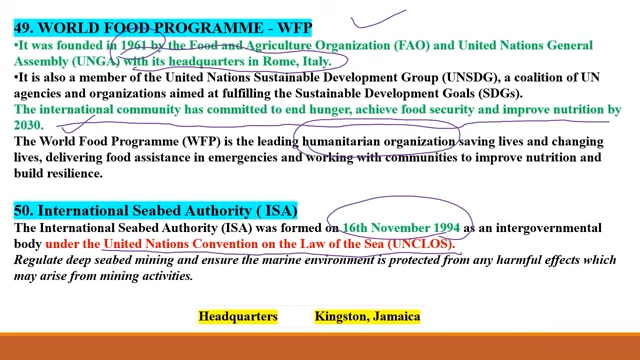 49. WORLD FOOD PROGRAMME - WFP
•It was founded in 1961 by the Food and Agriculture Organization (FAO) and United Nations General
Assembly (UNGA) with its headquarters in Rome, Italy.
•It is also a member of the United Nations Sustainable Development Group (UNSDG), a coalition of UN
agencies and organizations aimed at fulfilling the Sustainable Development Goals (SDGs).
The international community has committed to end hunger, achieve food security and improve nutrition by
2030.
The World Food Programme (WFP) is the leading humanitarian organization saving lives and changing
lives, delivering food assistance in emergencies and working with communities to improve nutrition and
build resilience.
50. International Seabed Authority ( ISA)
The International Seabed Authority (ISA) was formed on 16th November 1994 as an intergovernmental
body under the United Nations Convention on the Law of the Sea (UNCLOS).
Regulate deep seabed mining and ensure the marine environment is protected from any harmful effects which
may arise from mining activities.
Headquarters Kingston, Jamaica